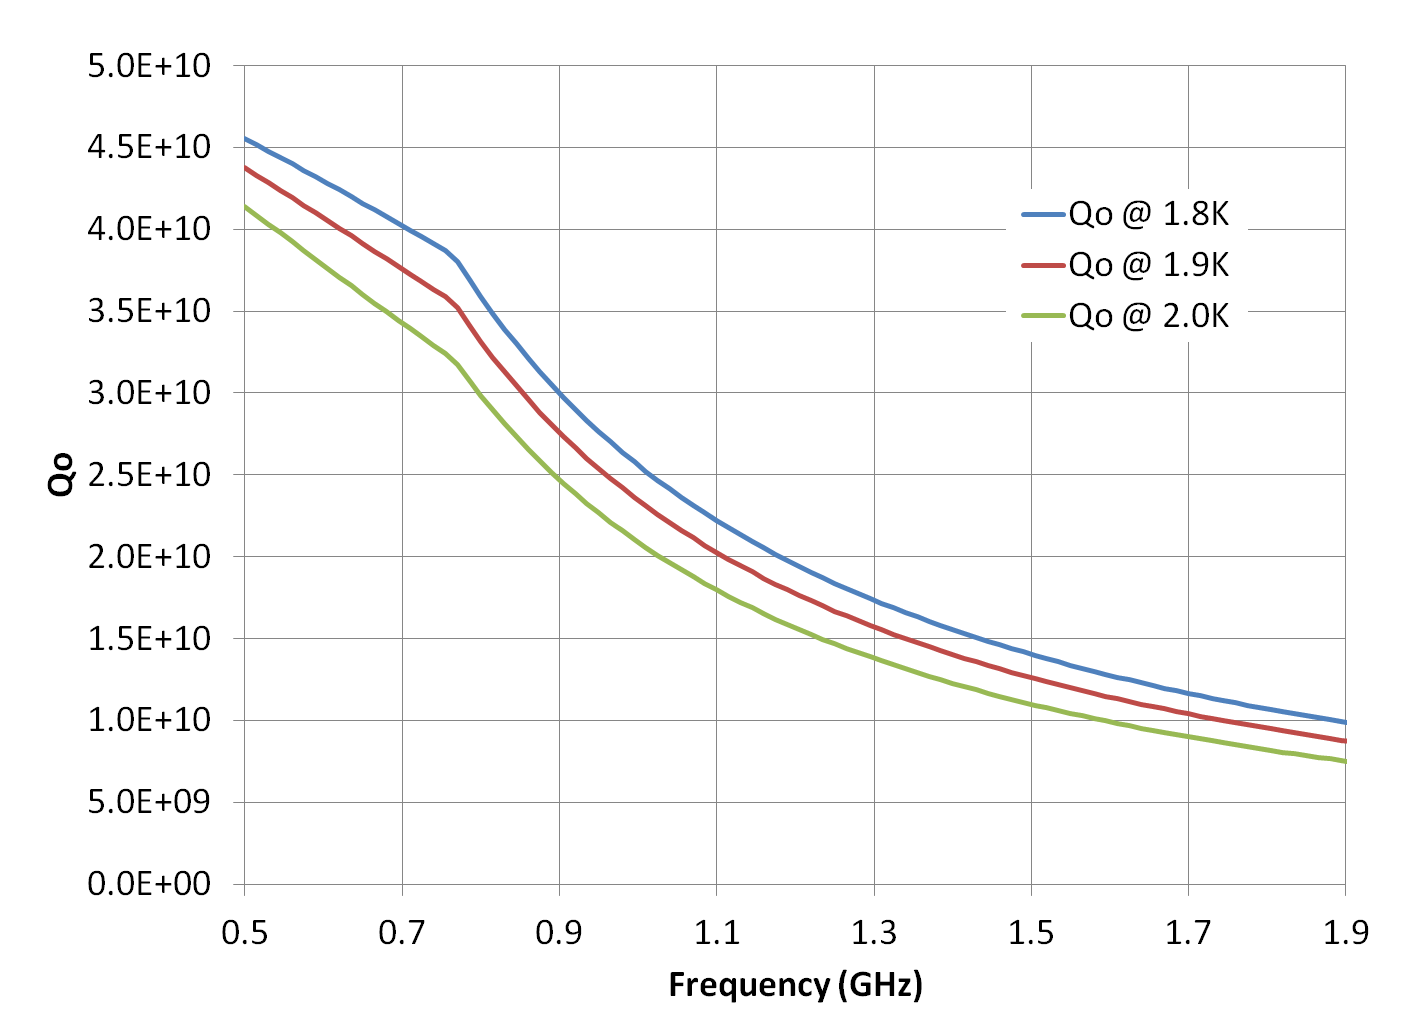 5.0E+10
4.5E+10
4.0E+10
3.5E+10
3.0E+10
2.5E+10
2.0E+10
1.5E+10
1.0E+10
5.0E+09
0.0E+00
Qo
Qo @ 1.8K
Qo @ 1.9K
Qo @ 2.0K
0.5 0.7 0.9 1.1 1.3 1.5 1.7 1.9
Frequency (GHz)